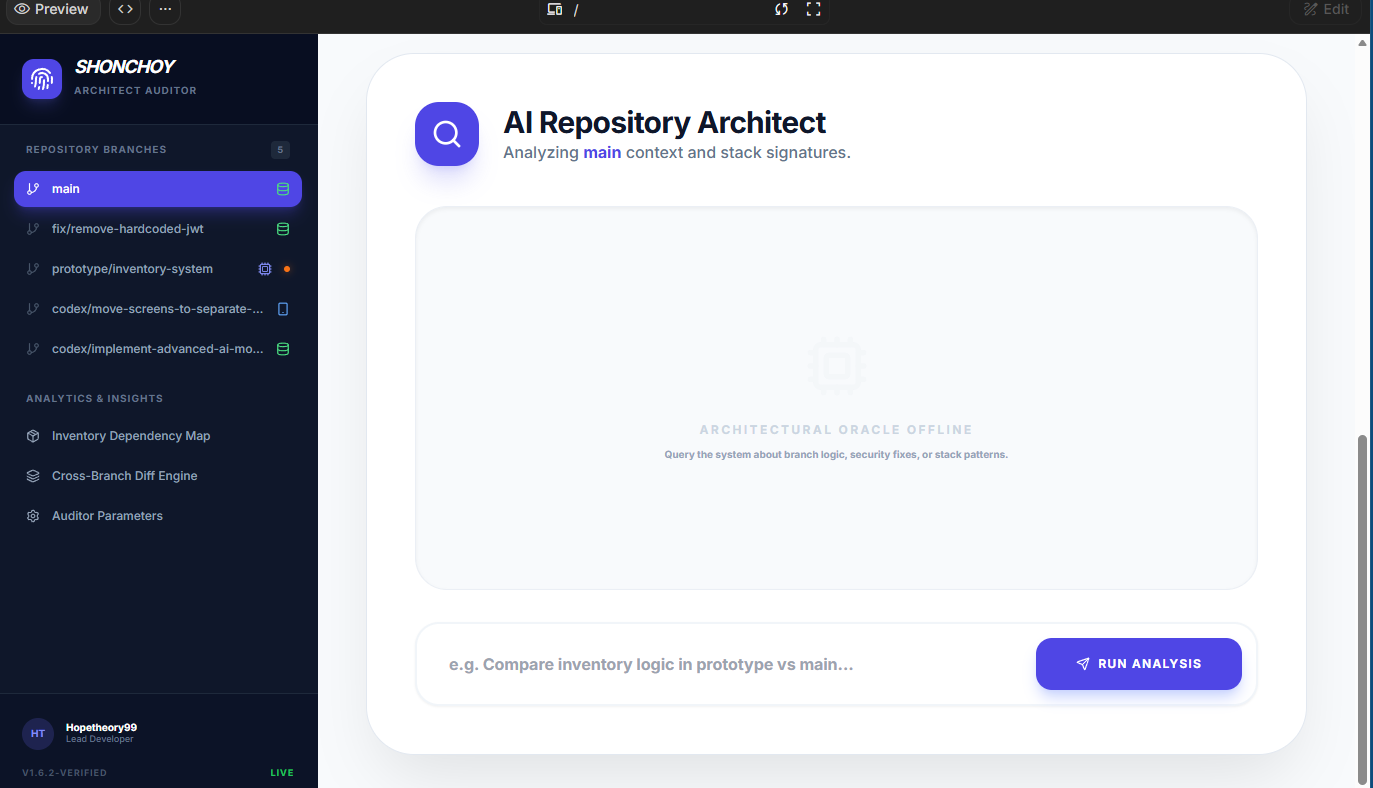 Preview
/
Edit
SHONCHOY
ARCHITECT AUDITOR
REPOSITORY BRANCHES
5
main
fix/remove-hardcoded-jwt
prototype/inventory-system
codex/move-screens-to-separate-...
codex/implement-advanced-ai-mo...
ANALYTICS & INSIGHTS
Inventory Dependency Map
Cross-Branch Diff Engine
Auditor Parameters
HT
Hopetheory99
Lead Developer
V1.6.2-VERIFIED
LIVE
AI Repository Architect
Analyzing main context and stack signatures.
ARCHITECTURAL ORACLE OFFLINE
Query the system about branch logic, security fixes, or stack patterns.
e.g. Compare inventory logic in prototype vs main...
RUN ANALYSIS